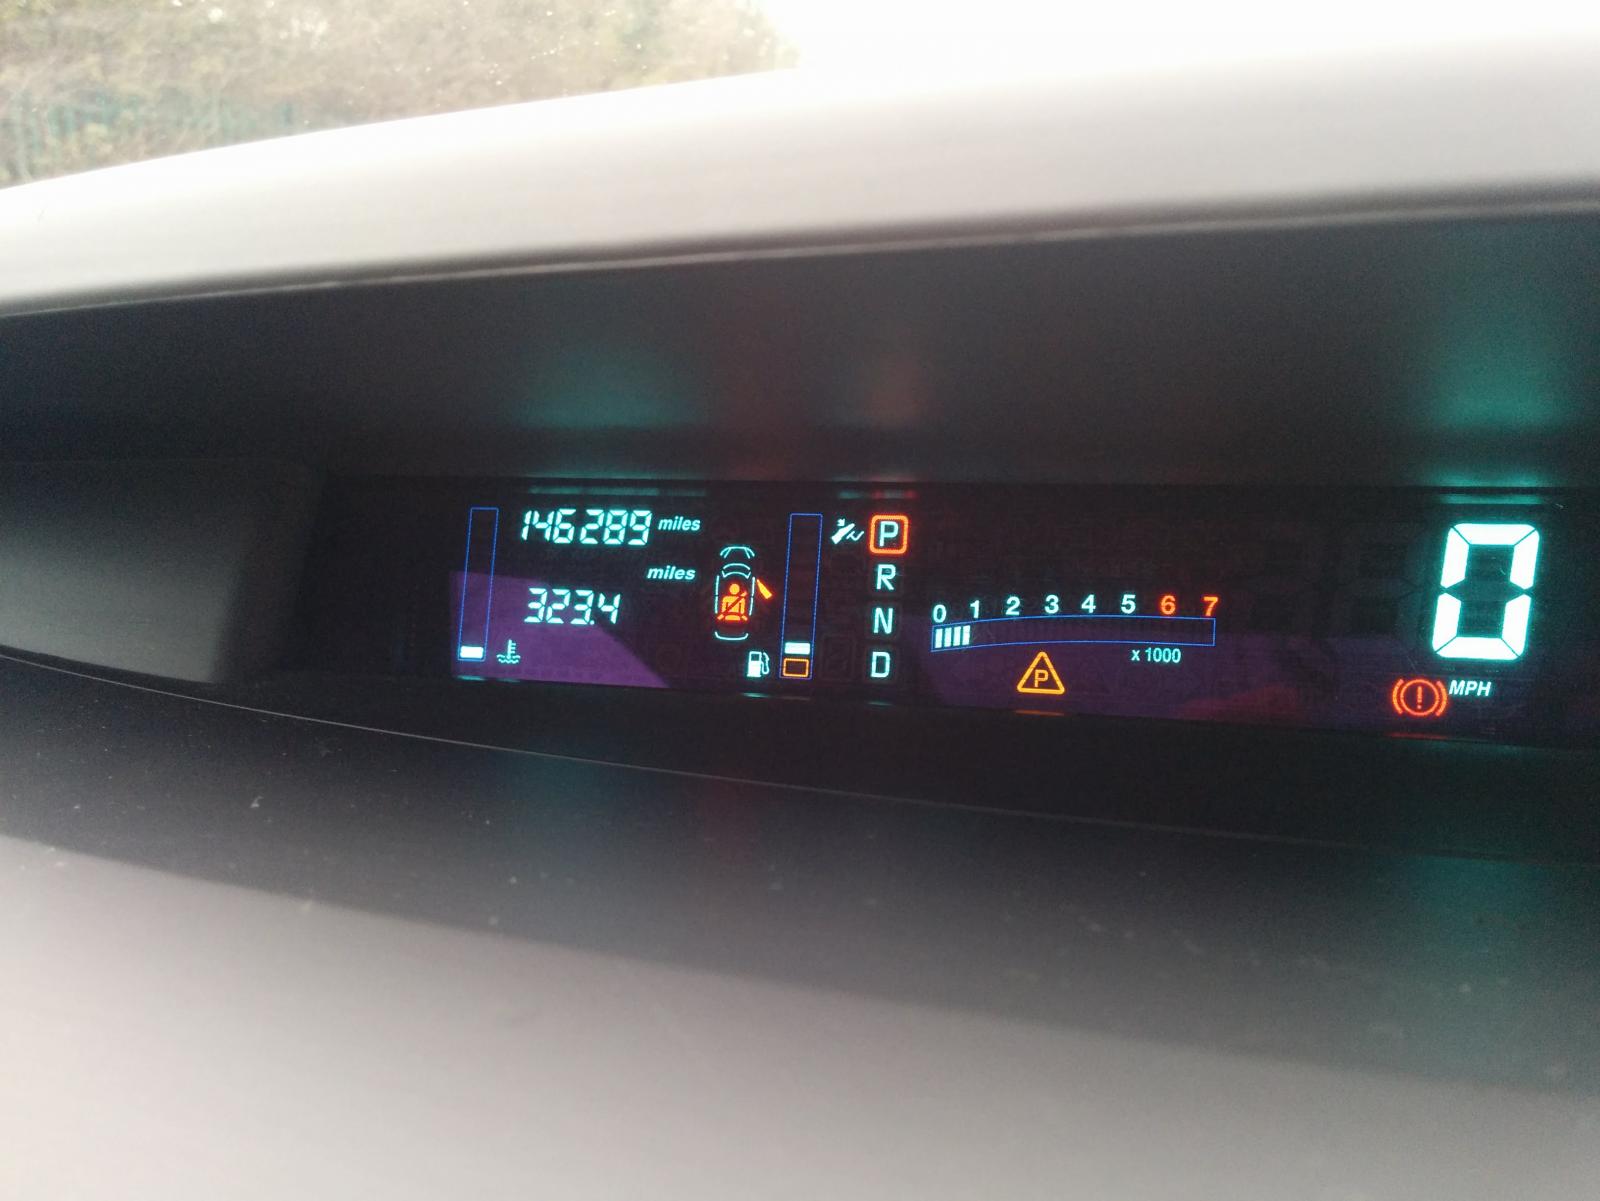 146289 miles
miles
323.4
P
R
N
D
0 1 2 3 4 5 6 7
x 1000
P
0
MPH